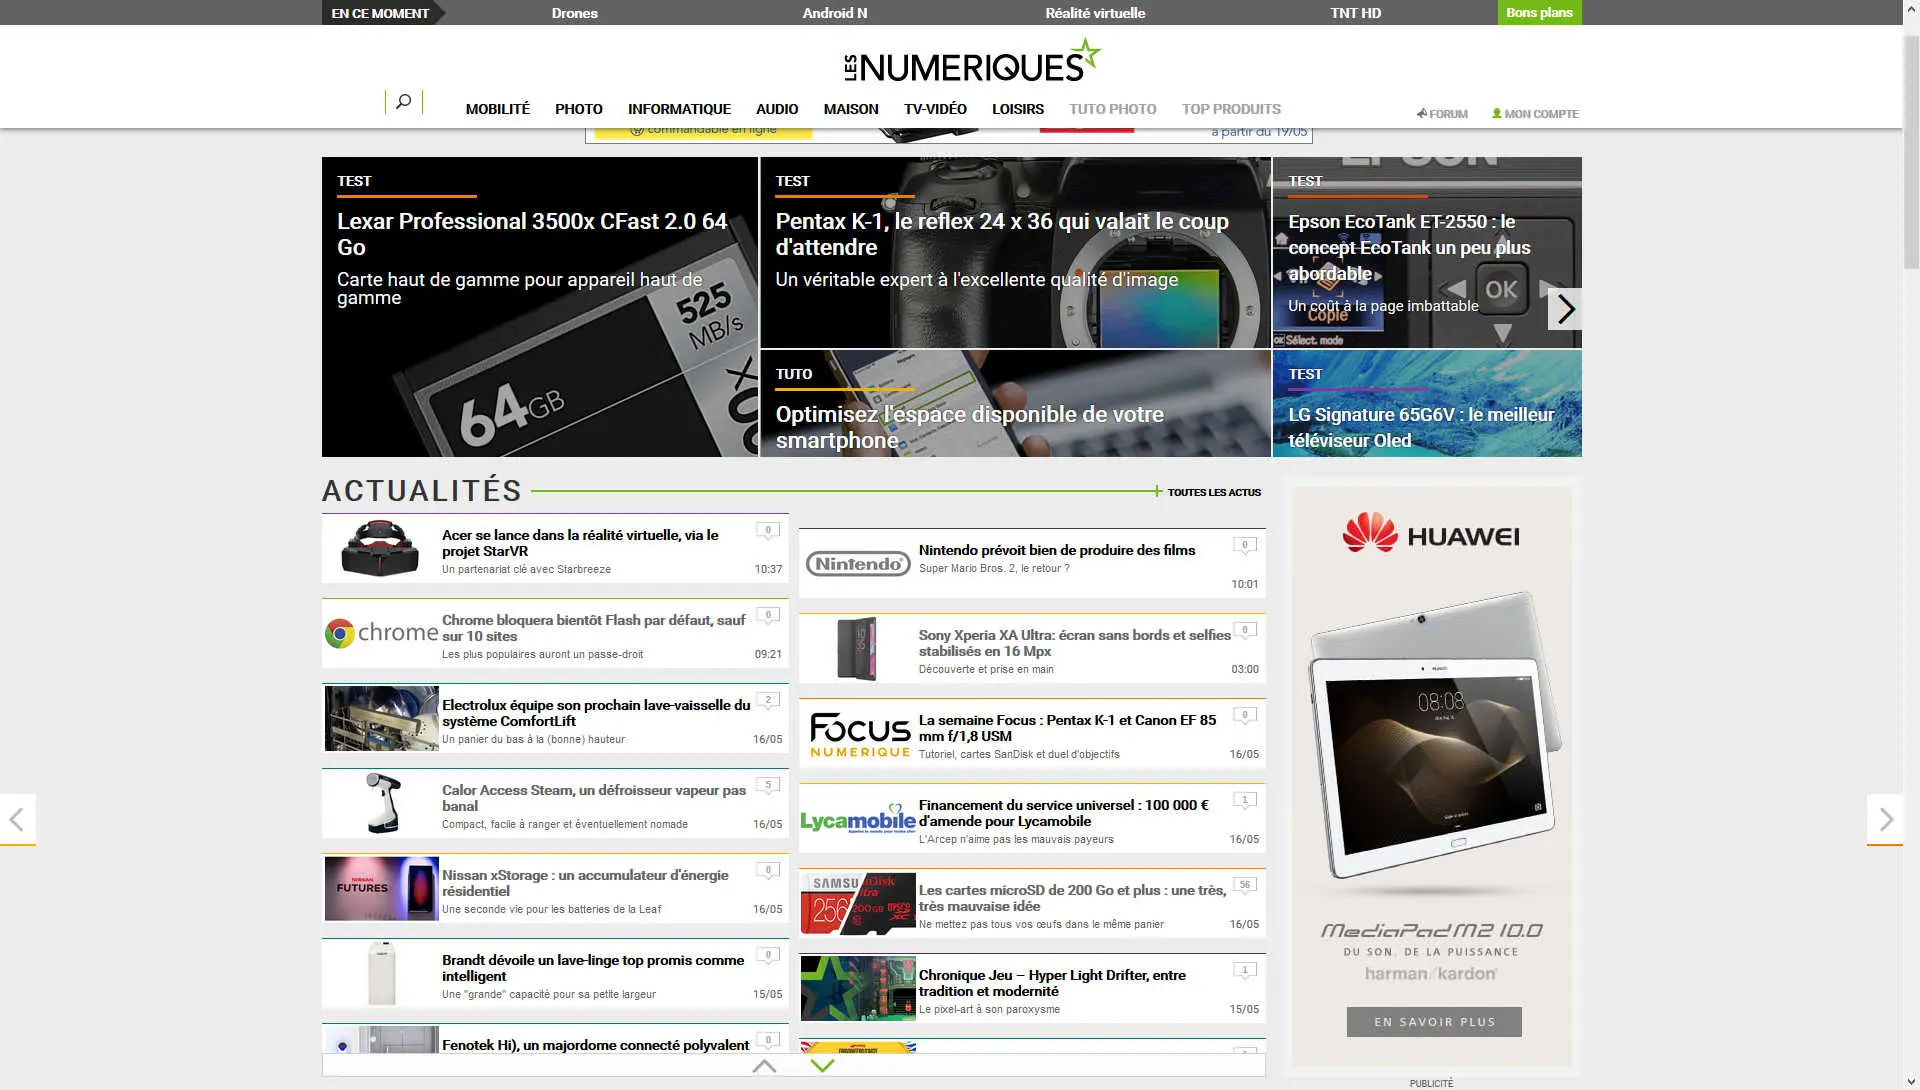 EN CE MOMENT
Drones
Android N
Réalité virtuelle
TNT HD
Bons plans
LES NUMERIQUES
MOBILITÉ
PHOTO
INFORMATIQUE
AUDIO
MAISON
TV-VIDÉO
LOISIRS
TUTO PHOTO
TOP PRODUITS
FORUM
MON COMPTE
commandable en ligne
à partir du 19/05
TEST
Lexar Professional 3500x CFast 2.0 64
Go
Carte haut de gamme pour appareil haut de
gamme
525
MB/s
64GB
TEST
Pentax K-1, le reflex 24 x 36 qui valait le coup
d'attendre
Un véritable expert à l'excellente qualité d'image
EPSON
TEST
Epson EcoTank ET-2550 : le
concept EcoTank un peu plus
abordable
Un coût à la page imbattable
OK
Copie
Sélect. mode
TUTO
Optimisez l'espace disponible de votre
smartphone
TEST
LG Signature 65G6V : le meilleur
téléviseur Oled
ACTUALITÉS
TOUTES LES ACTUS
Acer se lance dans la réalité virtuelle, via le
projet StarVR
Un partenariat clé avec Starbreeze
0
10:37
chrome
Chrome bloquera bientôt Flash par défaut, sauf
sur 10 sites
Les plus populaires auront un passe-droit
0
09:21
Electrolux équipe son prochain lave-vaisselle du
système ComfortLift
Un panier du bas à la (bonne) hauteur
2
16/05
Calor Access Steam, un défroisseur vapeur pas
banal
Compact, facile à ranger et éventuellement nomade
5
16/05
NISSAN
FUTURES
Nissan xStorage : un accumulateur d'énergie
résidentiel
Une seconde vie pour les batteries de la Leaf
0
16/05
Brandt dévoile un lave-linge top promis comme
intelligent
Une "grande" capacité pour sa petite largeur
0
15/05
Fenotek Hi), un majordome connecté polyvalent
0
Nintendo
Nintendo prévoit bien de produire des films
Super Mario Bros. 2, le retour ?
0
10:01
Sony Xperia XA Ultra: écran sans bords et selfies
stabilisés en 16 Mpx
Découverte et prise en main
0
03:00
FOCUS
NUMERIQUE
La semaine Focus : Pentax K-1 et Canon EF 85
mm f/1,8 USM
Tutoriel, cartes SanDisk et duel d'objectifs
0
16/05
Lycamobile
Financement du service universel : 100 000 €
d'amende pour Lycamobile
L'Arcep n'aime pas les mauvais payeurs
1
16/05
SAMSU
256
200GB
Les cartes microSD de 200 Go et plus : une très,
très mauvaise idée
Ne mettez pas tous vos œufs dans le même panier
56
16/05
Chronique Jeu – Hyper Light Drifter, entre
tradition et modernité
Le pixel-art à son paroxysme
1
15/05
HUAWEI
08:08
MediaPad M2 10.0
DU SON. DE LA PUISSANCE
harman/kardon
EN SAVOIR PLUS
PUBLICITÉ